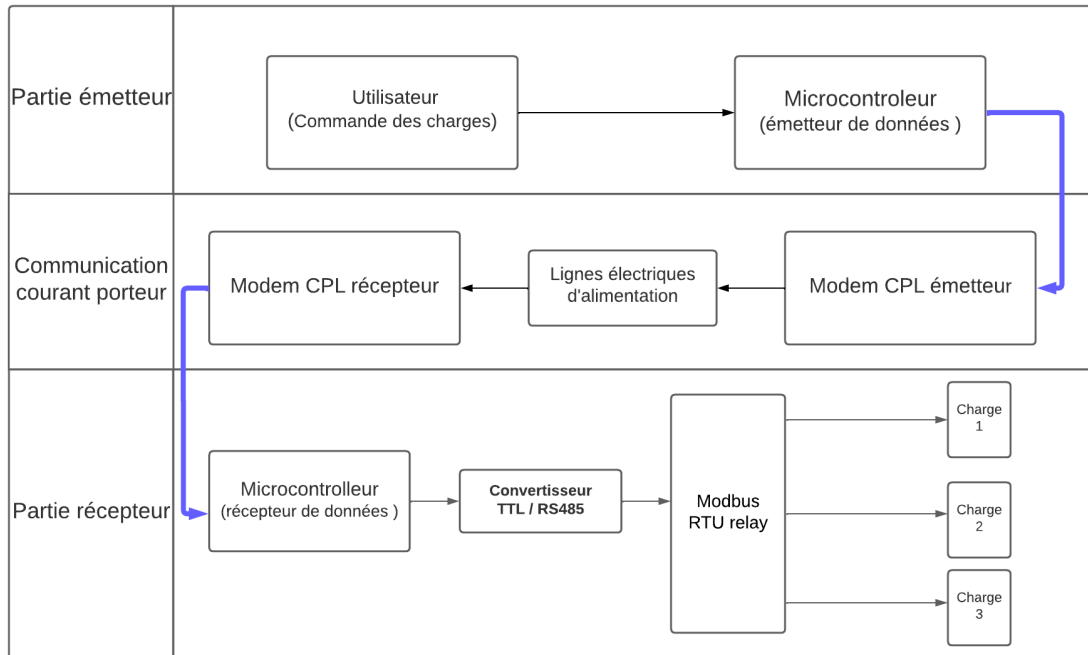 Partie émetteur
Utilisateur
(Commande des charges)
Microcontroleur
(émetteur de données )
Communication
courant porteur
Modem CPL récepteur
Lignes électriques
d'alimentation
Modem CPL émetteur
Partie récepteur
Microcontrolleur
(récepteur de données )
Convertisseur
TTL / RS485
Modbus
RTU relay
Charge
1
Charge
2
Charge
3